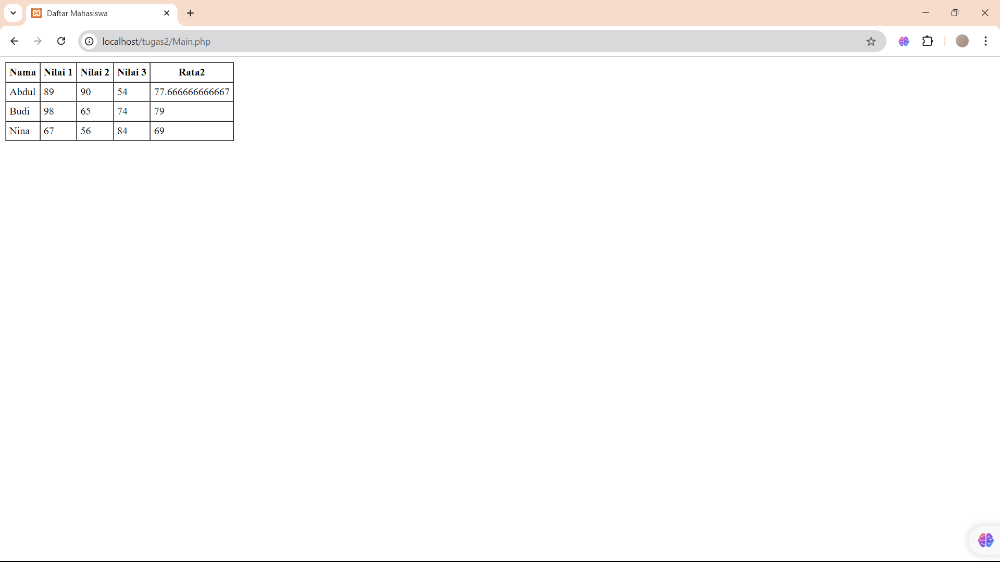 Daftar Mahasiswa
localhost/tugas2/Main.php
Nama Nilai 1 Nilai 2 Nilai 3 Rata2
Abdul 89 90 54 77.666666666667
Budi 98 65 74 79
Nina 67 56 84 69